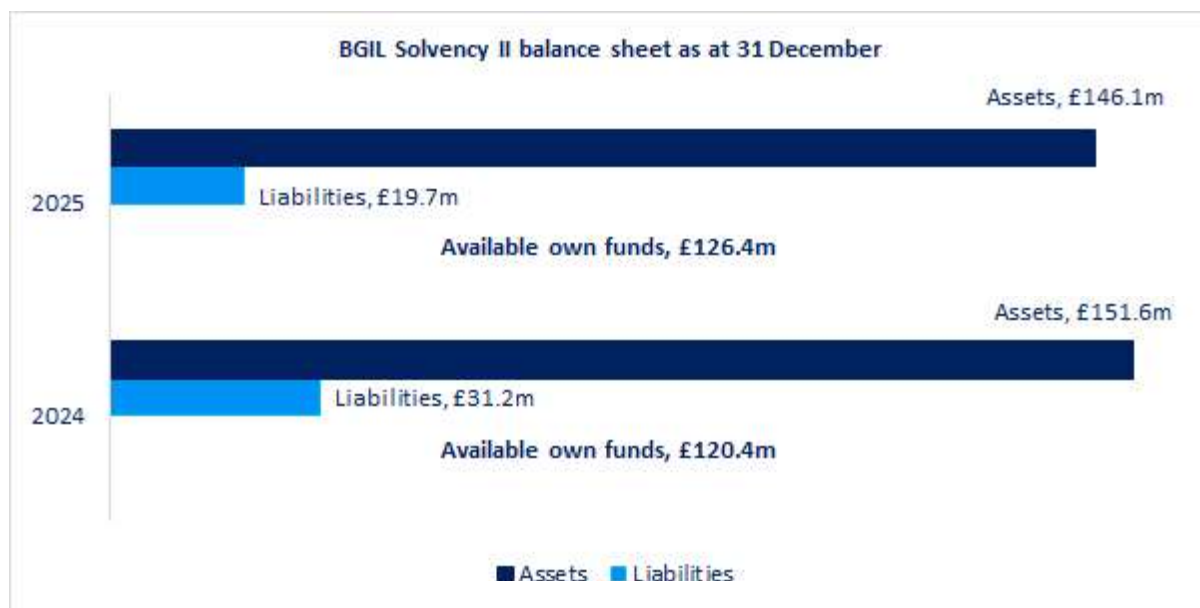 BGIL Solvency II balance sheet as at 31 December
Assets, £146.1m
2025
Liabilities, £19.7m
Available own funds, £126.4m
Assets, £151.6m
Liabilities, £31.2m
2024
Available own funds, £120.4m
Assets Liabilities